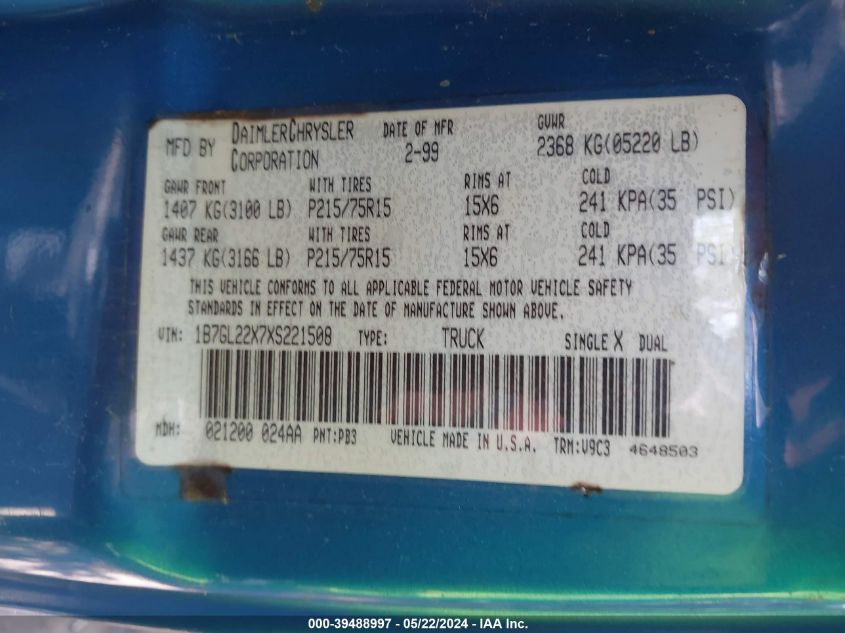 MFD BY DAIMLERCHRYSLER CORPORATION DATE OF MFR 2-99 GVWR 2368 KG(05220 LB)
GAWR FRONT WITH TIRES RIMS AT COLD
1407 KG(3100 LB) P215/75R15 15X6 241 KPA(35 PSI)
GAWR REAR WITH TIRES RIMS AT COLD
1437 KG(3166 LB) P215/75R15 15X6 241 KPA(35 PSI)
THIS VEHICLE CONFORMS TO ALL APPLICABLE FEDERAL MOTOR VEHICLE SAFETY
STANDARDS IN EFFECT ON THE DATE OF MANUFACTURE SHOWN ABOVE.
VIN: 1B7GL22X7XS221508 TYPE: TRUCK SINGLE X DUAL
MDH: 021200 024AA PNT:PB3 VEHICLE MADE IN U.S.A. TRM:V9C3 4648503
000-39488997 - 05/22/2024 - IAA Inc.